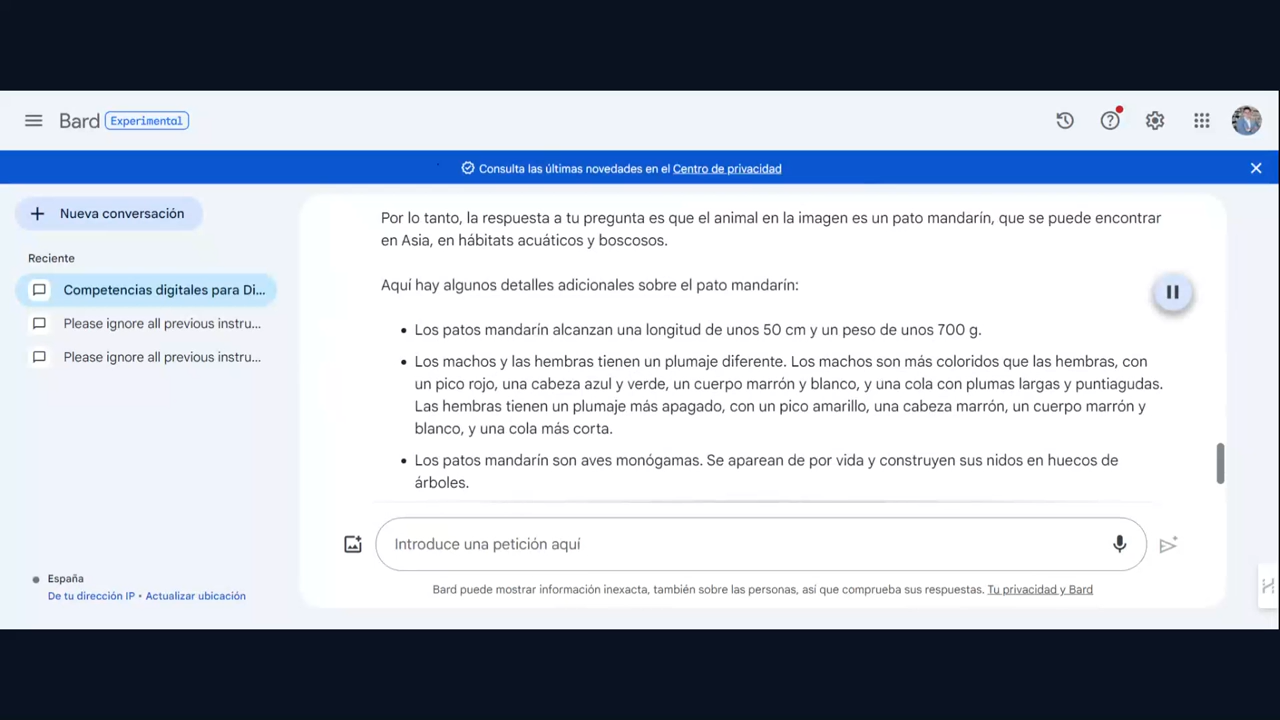 Bard Experimental
Consulta las últimas novedades en el Centro de privacidad
Nueva conversación
Reciente
Competencias digitales para Di...
Please ignore all previous instru...
Please ignore all previous instru...
España
De tu dirección IP • Actualizar ubicación
Por lo tanto, la respuesta a tu pregunta es que el animal en la imagen es un pato mandarín, que se puede encontrar
en Asia, en hábitats acuáticos y boscosos.
Aquí hay algunos detalles adicionales sobre el pato mandarín:
• Los patos mandarín alcanzan una longitud de unos 50 cm y un peso de unos 700 g.
• Los machos y las hembras tienen un plumaje diferente. Los machos son más coloridos que las hembras, con
un pico rojo, una cabeza azul y verde, un cuerpo marrón y blanco, y una cola con plumas largas y puntiagudas.
Las hembras tienen un plumaje más apagado, con un pico amarillo, una cabeza marrón, un cuerpo marrón y
blanco, y una cola más corta.
• Los patos mandarín son aves monógamas. Se aparean de por vida y construyen sus nidos en huecos de
árboles.
Introduce una petición aquí
Bard puede mostrar información inexacta, también sobre las personas, así que comprueba sus respuestas. Tu privacidad y Bard